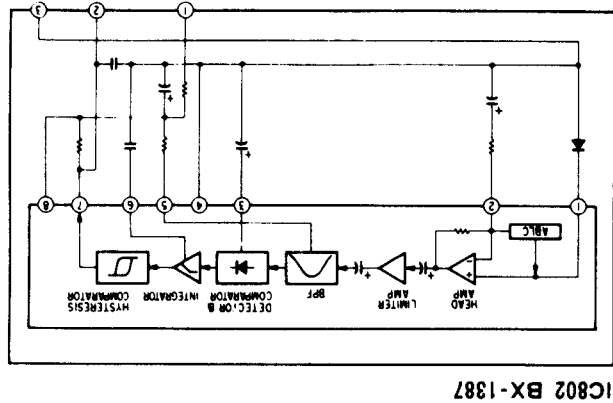 IC802 BX-1387
HEAD
AMP
LIMITER
AMP
BPF
DETECTOR &
COMPARATOR
INTEGRATOR
HYSTERESIS
COMPARATOR
ABLC
1 2 3 4 5 6 7 8
1 2 3